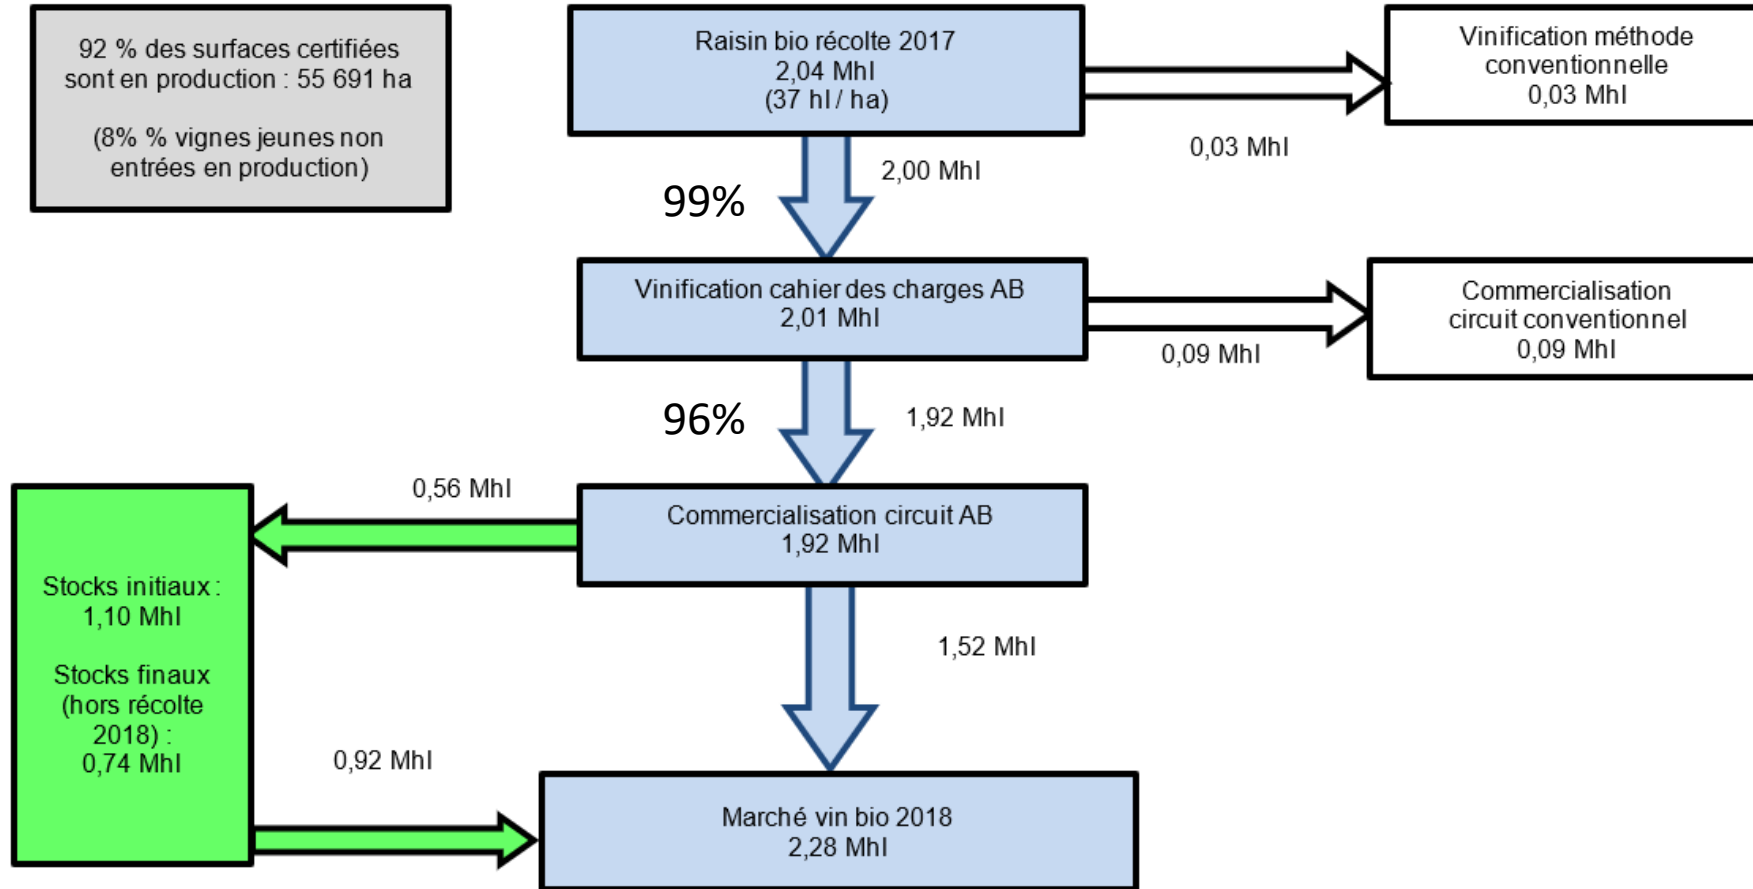 92 % des surfaces certifiées
sont en production : 55 691 ha
(8% % vignes jeunes non
entrées en production)
Raisin bio récolte 2017
2,04 Mhl
(37 hl / ha)
Vinification méthode
conventionnelle
0,03 Mhl
0,03 Mhl
2,00 Mhl
99%
Vinification cahier des charges AB
2,01 Mhl
Commercialisation
circuit conventionnel
0,09 Mhl
0,09 Mhl
96%
1,92 Mhl
0,56 Mhl
Commercialisation circuit AB
1,92 Mhl
Stocks initiaux :
1,10 Mhl
Stocks finaux
(hors récolte
2018) :
0,74 Mhl
1,52 Mhl
0,92 Mhl
Marché vin bio 2018
2,28 Mhl